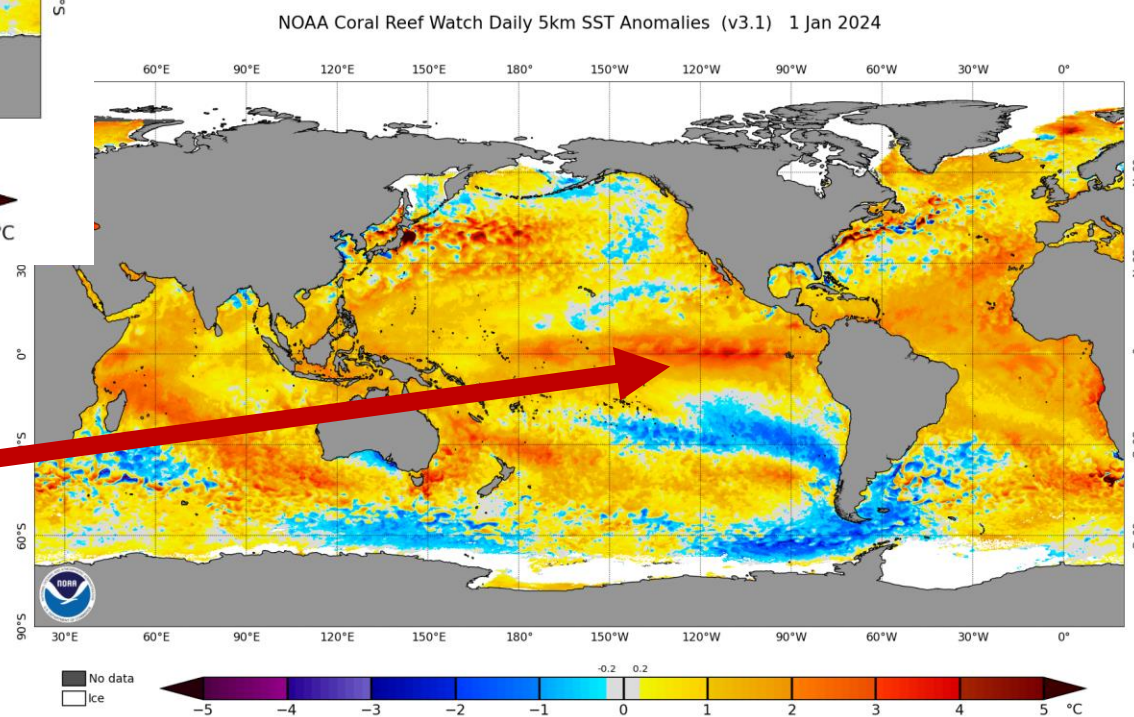 °S
°C
NOAA Coral Reef Watch Daily 5km SST Anomalies (v3.1) 1 Jan 2024
60°E 90°E 120°E 150°E 180° 150°W 120°W 90°W 60°W 30°W 0°
30
0°
°S
60°S
90°S
NOAA
30°E 60°E 90°E 120°E 150°E 180° 150°W 120°W 90°W 60°W 30°W 0°
-0.2 0.2
No data
Ice
−5 −4 −3 −2 −1 0 1 2 3 4 5 °C